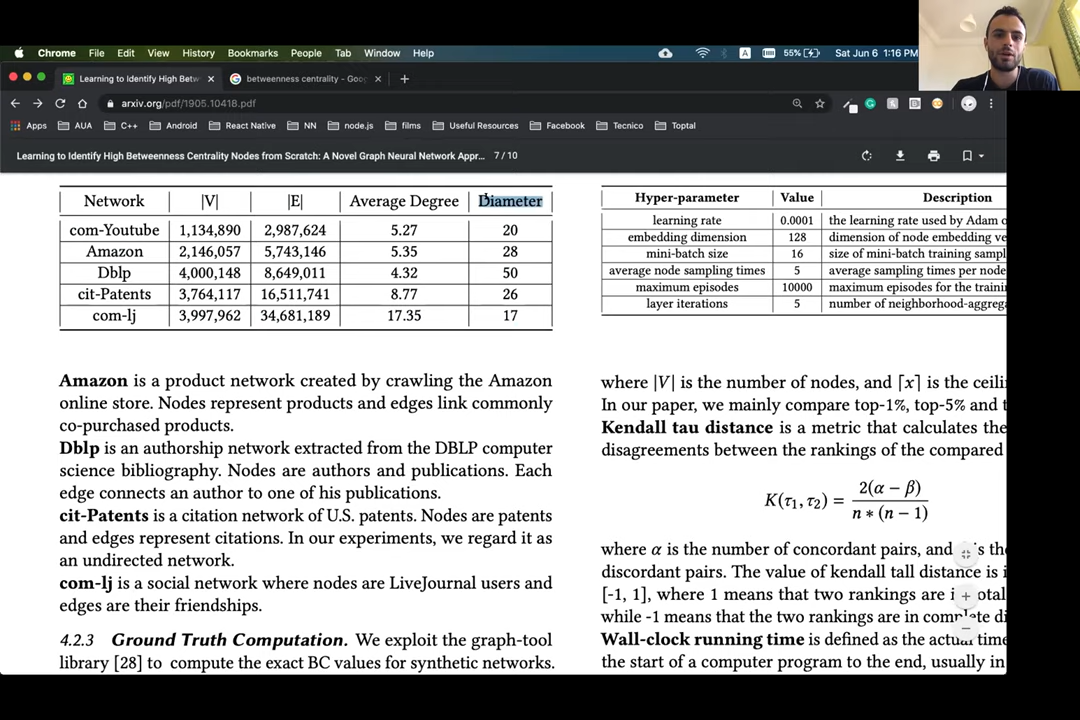 Chrome File Edit View History Bookmarks People Tab Window Help A 55% Sat Jun 6 1:16 PM
Learning to Identify High Betw × betweenness centrality - Goog × +
arxiv.org/pdf/1905.10418.pdf
Apps AUA C++ Android React Native NN node.js films Useful Resources Facebook Tecnico Toptal
Learning to Identify High Betweenness Centrality Nodes from Scratch: A Novel Graph Neural Network Appr... 7 / 10
Network |V| |E| Average Degree Diameter
com-Youtube 1,134,890 2,987,624 5.27 20
Amazon 2,146,057 5,743,146 5.35 28
Dblp 4,000,148 8,649,011 4.32 50
cit-Patents 3,764,117 16,511,741 8.77 26
com-lj 3,997,962 34,681,189 17.35 17
Amazon is a product network created by crawling the Amazon
online store. Nodes represent products and edges link commonly
co-purchased products.
Dblp is an authorship network extracted from the DBLP computer
science bibliography. Nodes are authors and publications. Each
edge connects an author to one of his publications.
cit-Patents is a citation network of U.S. patents. Nodes are patents
and edges represent citations. In our experiments, we regard it as
an undirected network.
com-lj is a social network where nodes are LiveJournal users and
edges are their friendships.
4.2.3 Ground Truth Computation. We exploit the graph-tool
library [28] to compute the exact BC values for synthetic networks.
Hyper-parameter Value Description
learning rate 0.0001 the learning rate used by Adam
embedding dimension 128 dimension of node embedding
mini-batch size 16 size of mini-batch training
average node sampling times 5 average sampling times per node
maximum episodes 10000 maximum episodes for the
layer iterations 5 number of
where |V| is the number of nodes, and ⌈x⌉ is the
In our paper, we mainly compare top-1%, top-5% and
Kendall tau distance is a metric that calculates the
disagreements between the rankings of the compared
K(τ1, τ2) = 2(α − β) / n ∗ (n − 1)
where α is the number of concordant pairs, and is
discordant pairs. The value of kendall tall distance is
[-1, 1], where 1 means that two rankings are
while -1 means that the two rankings are in
Wall-clock running time is defined as the actual time
the start of a computer program to the end, usually in